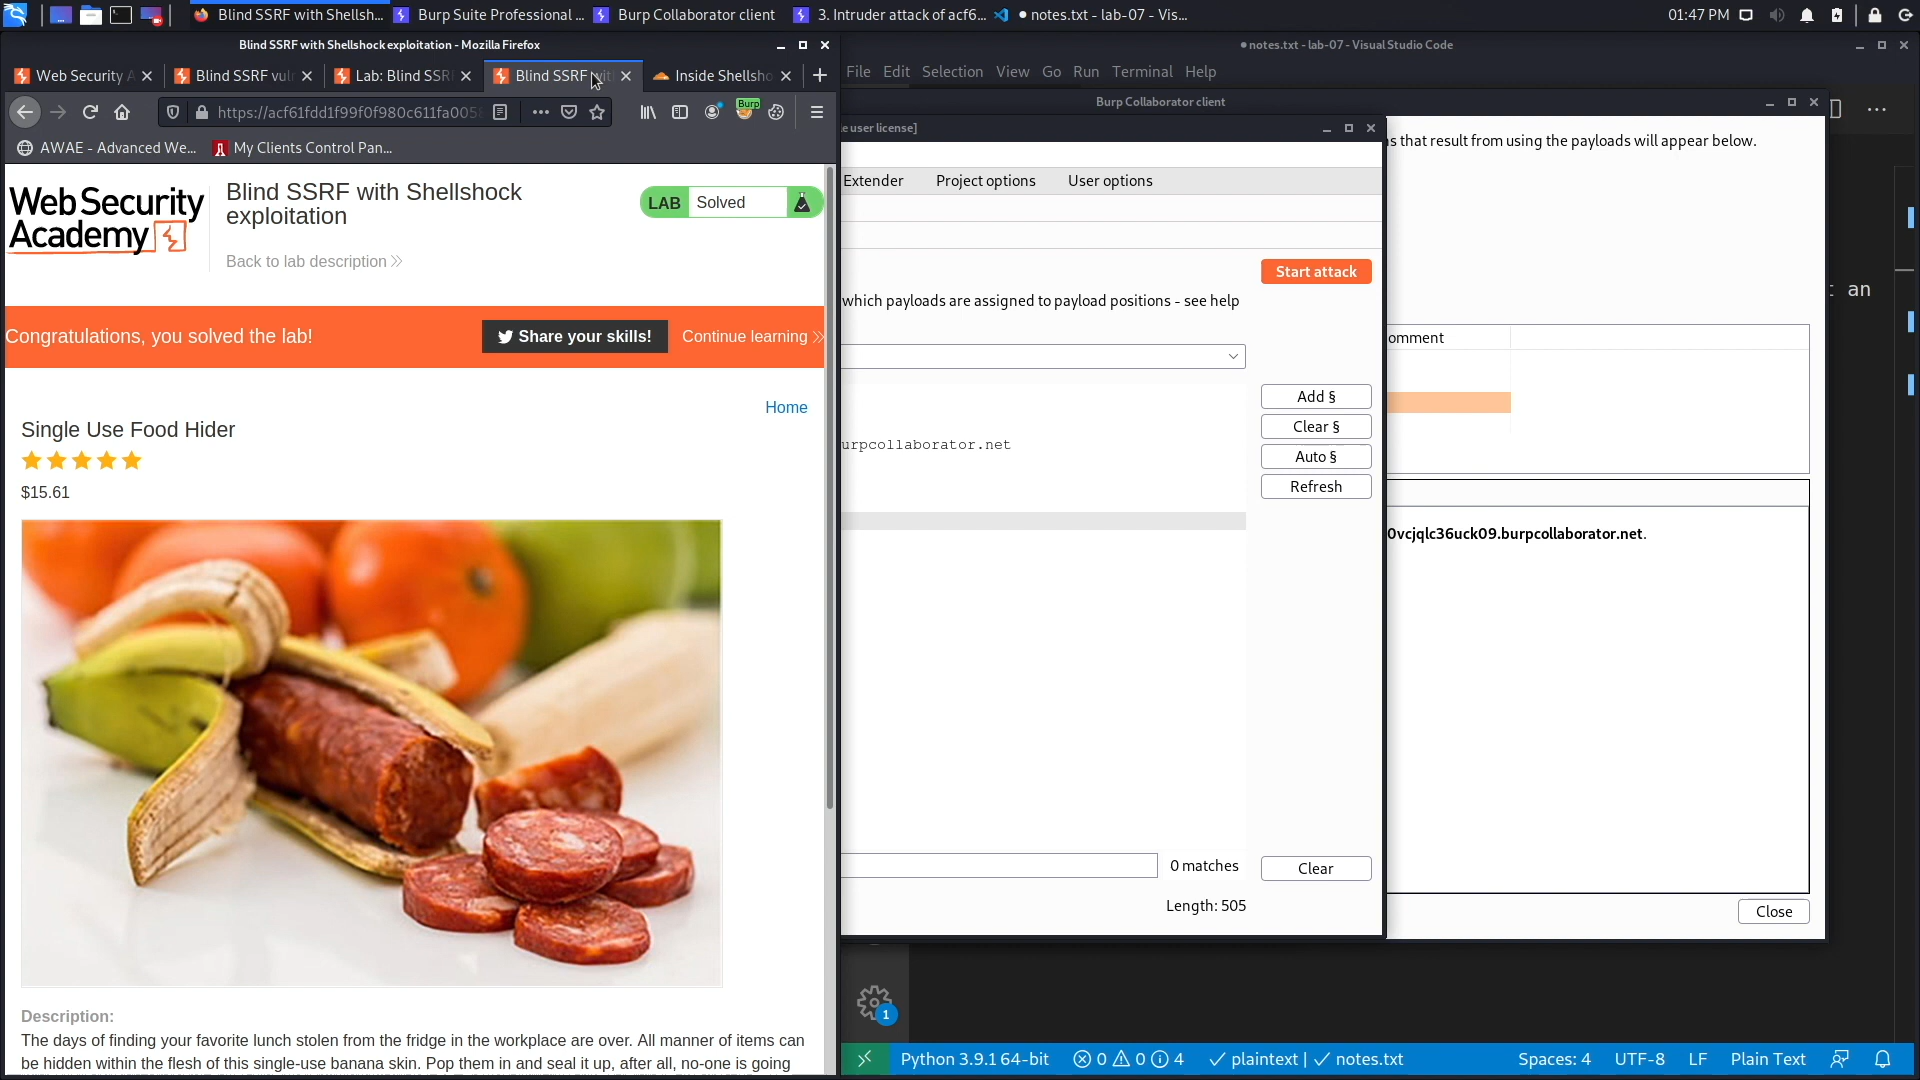 Blind SSRF with Shellsh...
Burp Suite Professional ...
Burp Collaborator client
3. Intruder attack of acf6...
notes.txt - lab-07 - Vis...
01:47 PM
Blind SSRF with Shellshock exploitation - Mozilla Firefox
Web Security A
Blind SSRF vul
Lab: Blind SSR
Blind SSRF wit
Inside Shellsho
https://acf61fdd1f99f0f980c611fa0058
Burp
AWAE - Advanced We...
My Clients Control Pan...
Web Security
Academy
Blind SSRF with Shellshock
exploitation
LAB Solved
Back to lab description
Congratulations, you solved the lab!
Share your skills!
Continue learning
Home
Single Use Food Hider
$15.61
Description:
The days of finding your favorite lunch stolen from the fridge in the workplace are over. All manner of items can
be hidden within the flesh of this single-use banana skin. Pop them in and seal it up, after all, no-one is going
notes.txt - lab-07 - Visual Studio Code
File Edit Selection View Go Run Terminal Help
Burp Collaborator client
e user license]
s that result from using the payloads will appear below.
Extender
Project options
User options
Start attack
which payloads are assigned to payload positions - see help
an
omment
Add §
Clear §
urpcollaborator.net
Auto §
Refresh
0vcjqlc36uck09.burpcollaborator.net.
0 matches
Clear
Length: 505
Close
1
Python 3.9.1 64-bit
0
0
4
plaintext |
notes.txt
Spaces: 4
UTF-8
LF
Plain Text